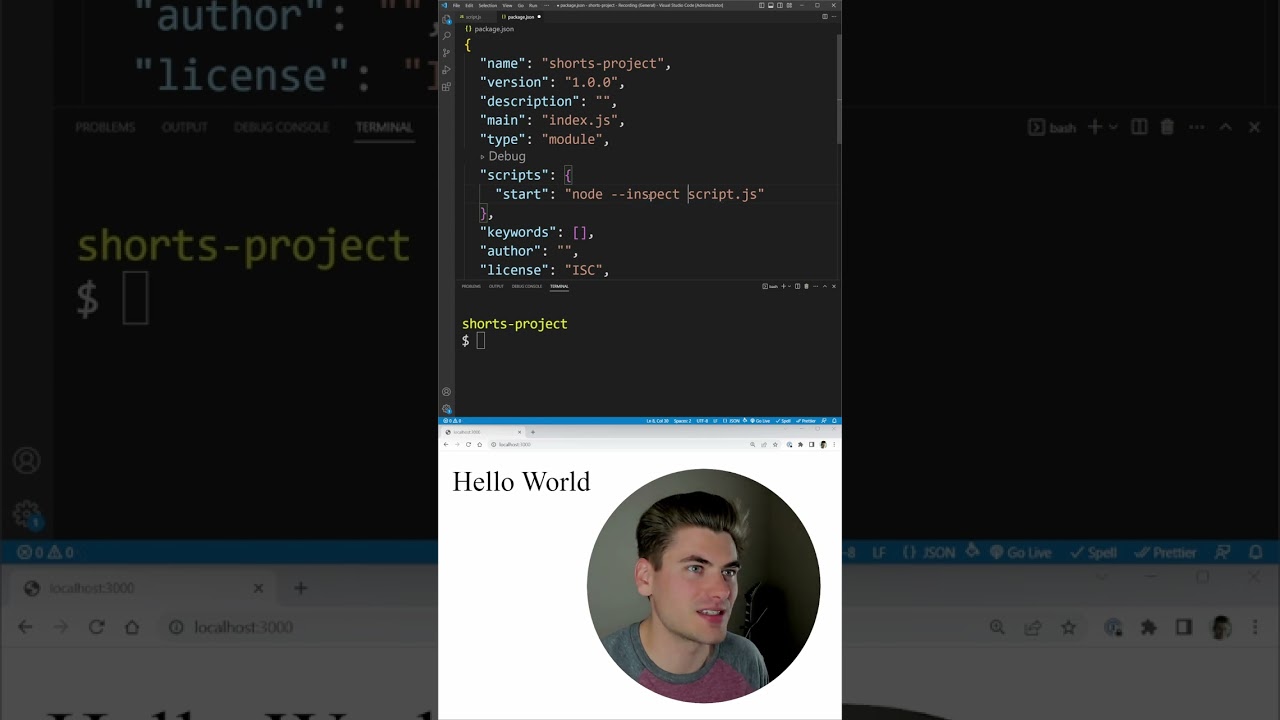 "author": "",
"license": "I
PROBLEMS OUTPUT DEBUG CONSOLE TERMINAL
bash
shorts-project
$
0 0
localhost:3000
localhost:3000
Hello Wor
File Edit Selection View Go Run ··· ● package.json - shorts-project - Recording (General) - Visual Studio Code [Administrator]
script.js package.json ●
{} package.json
{
"name": "shorts-project",
"version": "1.0.0",
"description": "",
"main": "index.js",
"type": "module",
Debug
"scripts": {
"start": "node --inspect script.js"
},
"keywords": [],
"author": "",
"license": "ISC",
PROBLEMS OUTPUT DEBUG CONSOLE TERMINAL
bash
shorts-project
$
0 0 Ln 8, Col 30 Spaces: 2 UTF-8 LF {} JSON Go Live Spell Prettier
localhost:3000
localhost:3000
Hello World
-8 LF {} JSON Go Live Spell Prettier